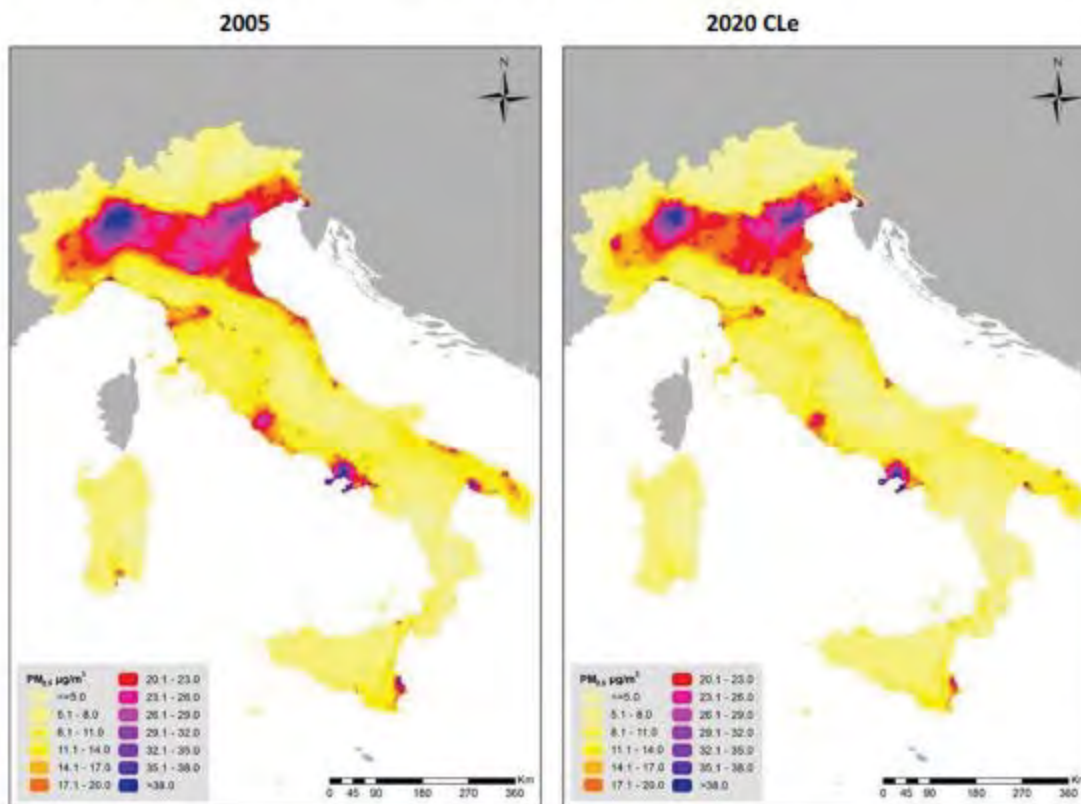 2005
2020 CLe
N
N
PM2.5 µg/m³
<=5.0
5.1 - 8.0
8.1 - 11.0
11.1 - 14.0
14.1 - 17.0
17.1 - 20.0
20.1 - 23.0
23.1 - 26.0
26.1 - 29.0
29.1 - 32.0
32.1 - 35.0
35.1 - 38.0
>38.0
Km
0 45 90 180 270 360
PM2.5 µg/m³
<=5.0
5.1 - 8.0
8.1 - 11.0
11.1 - 14.0
14.1 - 17.0
17.1 - 20.0
20.1 - 23.0
23.1 - 26.0
26.1 - 29.0
29.1 - 32.0
32.1 - 35.0
35.1 - 38.0
>38.0
Km
0 45 90 180 270 360